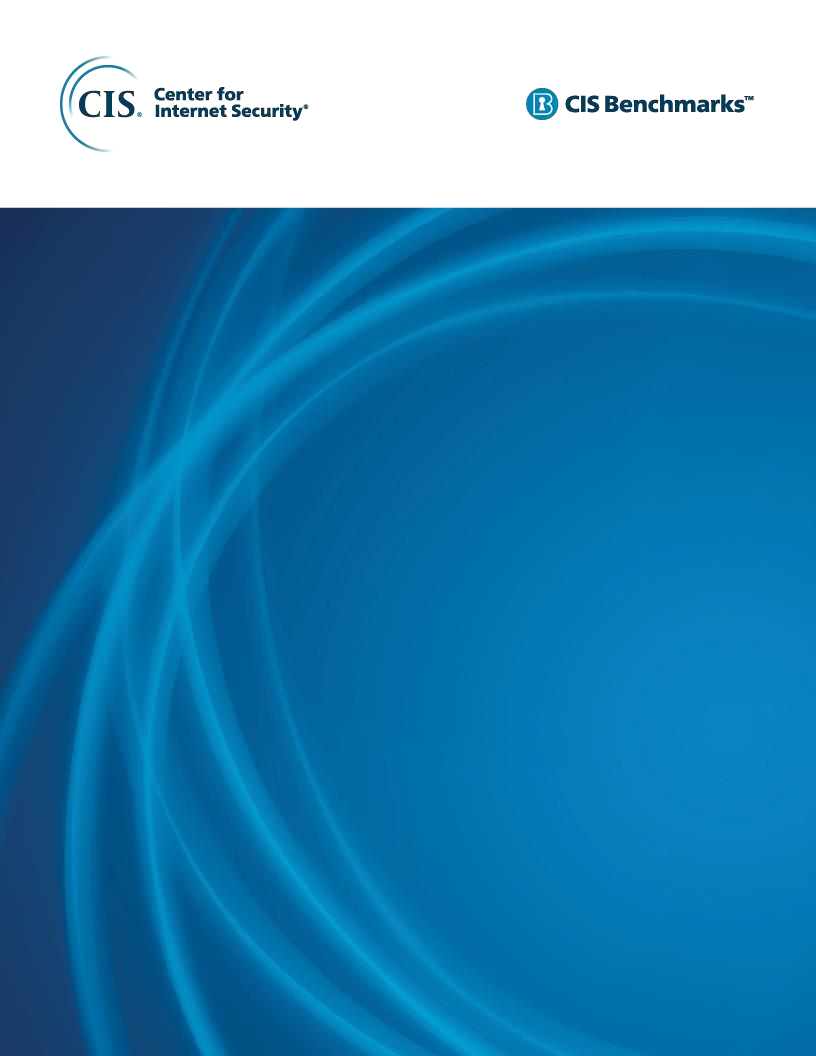 CIS®
Center for
Internet Security®
CIS Benchmarks™